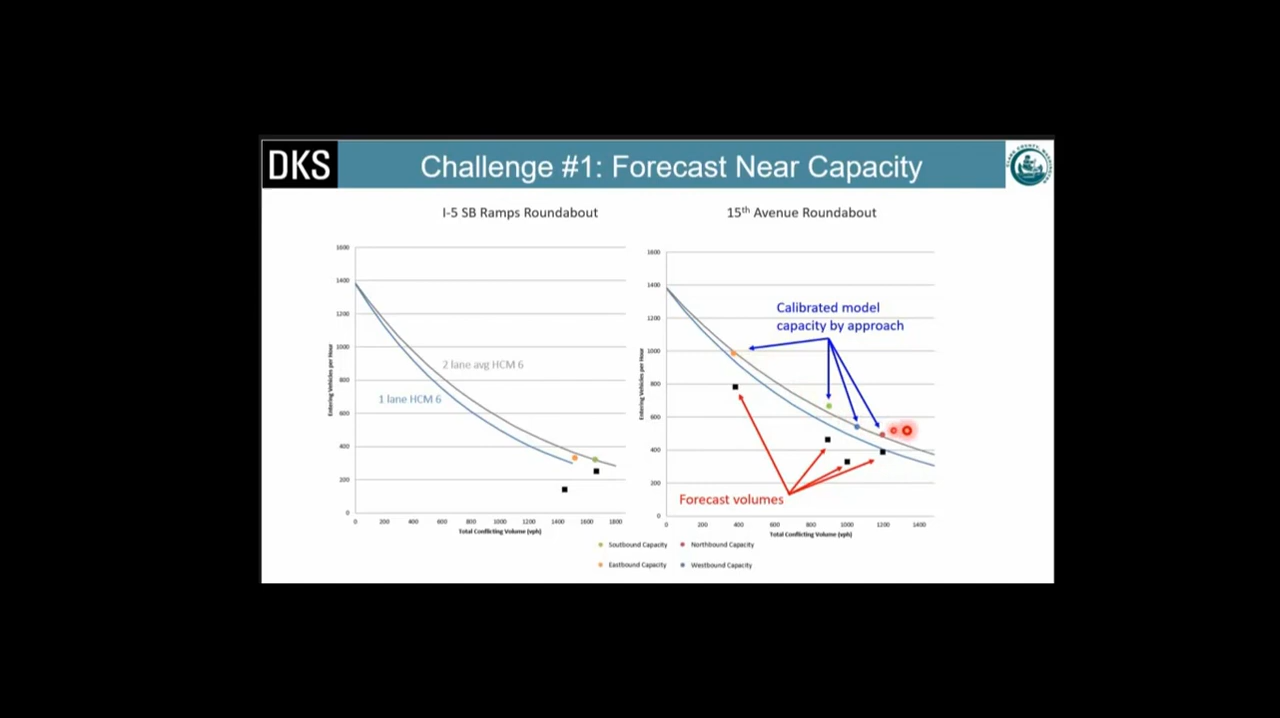 DKS
Challenge #1: Forecast Near Capacity
I-5 SB Ramps Roundabout
1600
1400
1200
1000
800
600
400
200
0
Entering Vehicles per Hour
2 lane avg HCM 6
1 lane HCM 6
0 200 400 600 800 1000 1200 1400 1600 1800
Total Conflicting Volume (vph)
15th Avenue Roundabout
1600
1400
1200
1000
800
600
400
200
0
Entering Vehicles per Hour
Calibrated model
capacity by approach
Forecast volumes
0 200 400 600 800 1000 1200 1400
Total Conflicting Volume (vph)
Southbound Capacity Northbound Capacity
Eastbound Capacity Westbound Capacity